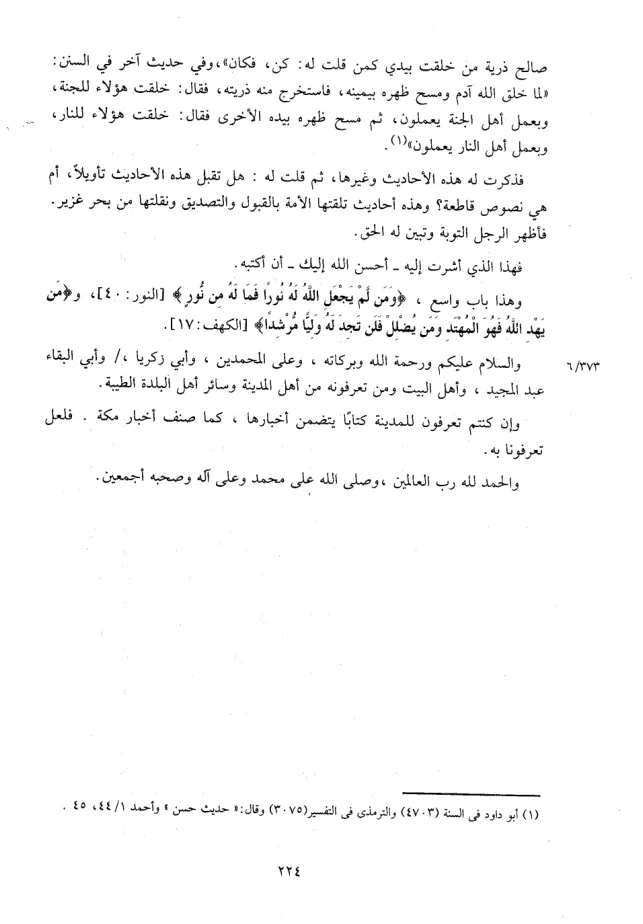 صالح ذرية من خلقت بيدي كمن قلت له: كن، فكان»،وفي حديث آخر في السنن:
«لما خلق الله آدم ومسح ظهره بيمينه، فاستخرج منه ذريته، فقال: خلقت هؤلاء للجنة،
وبعمل أهل الجنة يعملون، ثم مسح ظهره بيده الأخرى فقال: خلقت هؤلاء للنار،
وبعمل أهل النار يعملون»(١).
فذكرت له هذه الأحاديث وغيرها، ثم قلت له : هل تقبل هذه الأحاديث تأويلاً، أم
هي نصوص قاطعة؟ وهذه أحاديث تلقتها الأمة بالقبول والتصديق ونقلتها من بحر غزير.
فأظهر الرجل التوبة وتبين له الحق.
فهذا الذي أشرت إليه ـ أحسن الله إليك ـ أن أكتبه.
وهذا باب واسع ، ﴿وَمَن لَّمْ يَجْعَلِ اللَّهُ لَهُ نُورًا فَمَا لَهُ مِن نُّورٍ﴾ [النور:٤٠]، و﴿مَن
يَهْدِ اللَّهُ فَهُوَ الْمُهْتَدِ وَمَن يُضْلِلْ فَلَن تَجِدَ لَهُ وَلِيًّا مُّرْشِدًا﴾ [الكهف:١٧].
والسلام عليكم ورحمة الله وبركاته ، وعلى المحمدين ، وأبي زكريا ،/ وأبي البقاء
٦/٣٧٣
عبد المجيد ، وأهل البيت ومن تعرفونه من أهل المدينة وسائر أهل البلدة الطيبة.
وإن كنتم تعرفون للمدينة كتابًا يتضمن أخبارها ، كما صنف أخبار مكة . فلعل
تعرفونا به.
والحمد لله رب العالمين ،وصلى الله على محمد وعلى آله وصحبه أجمعين.
(١) أبو داود فى السنة (٤٧٠٣) والترمذى فى التفسير(٣٠٧٥) وقال:« حديث حسن » وأحمد ٤٤/١، ٤٥ .
٢٢٤